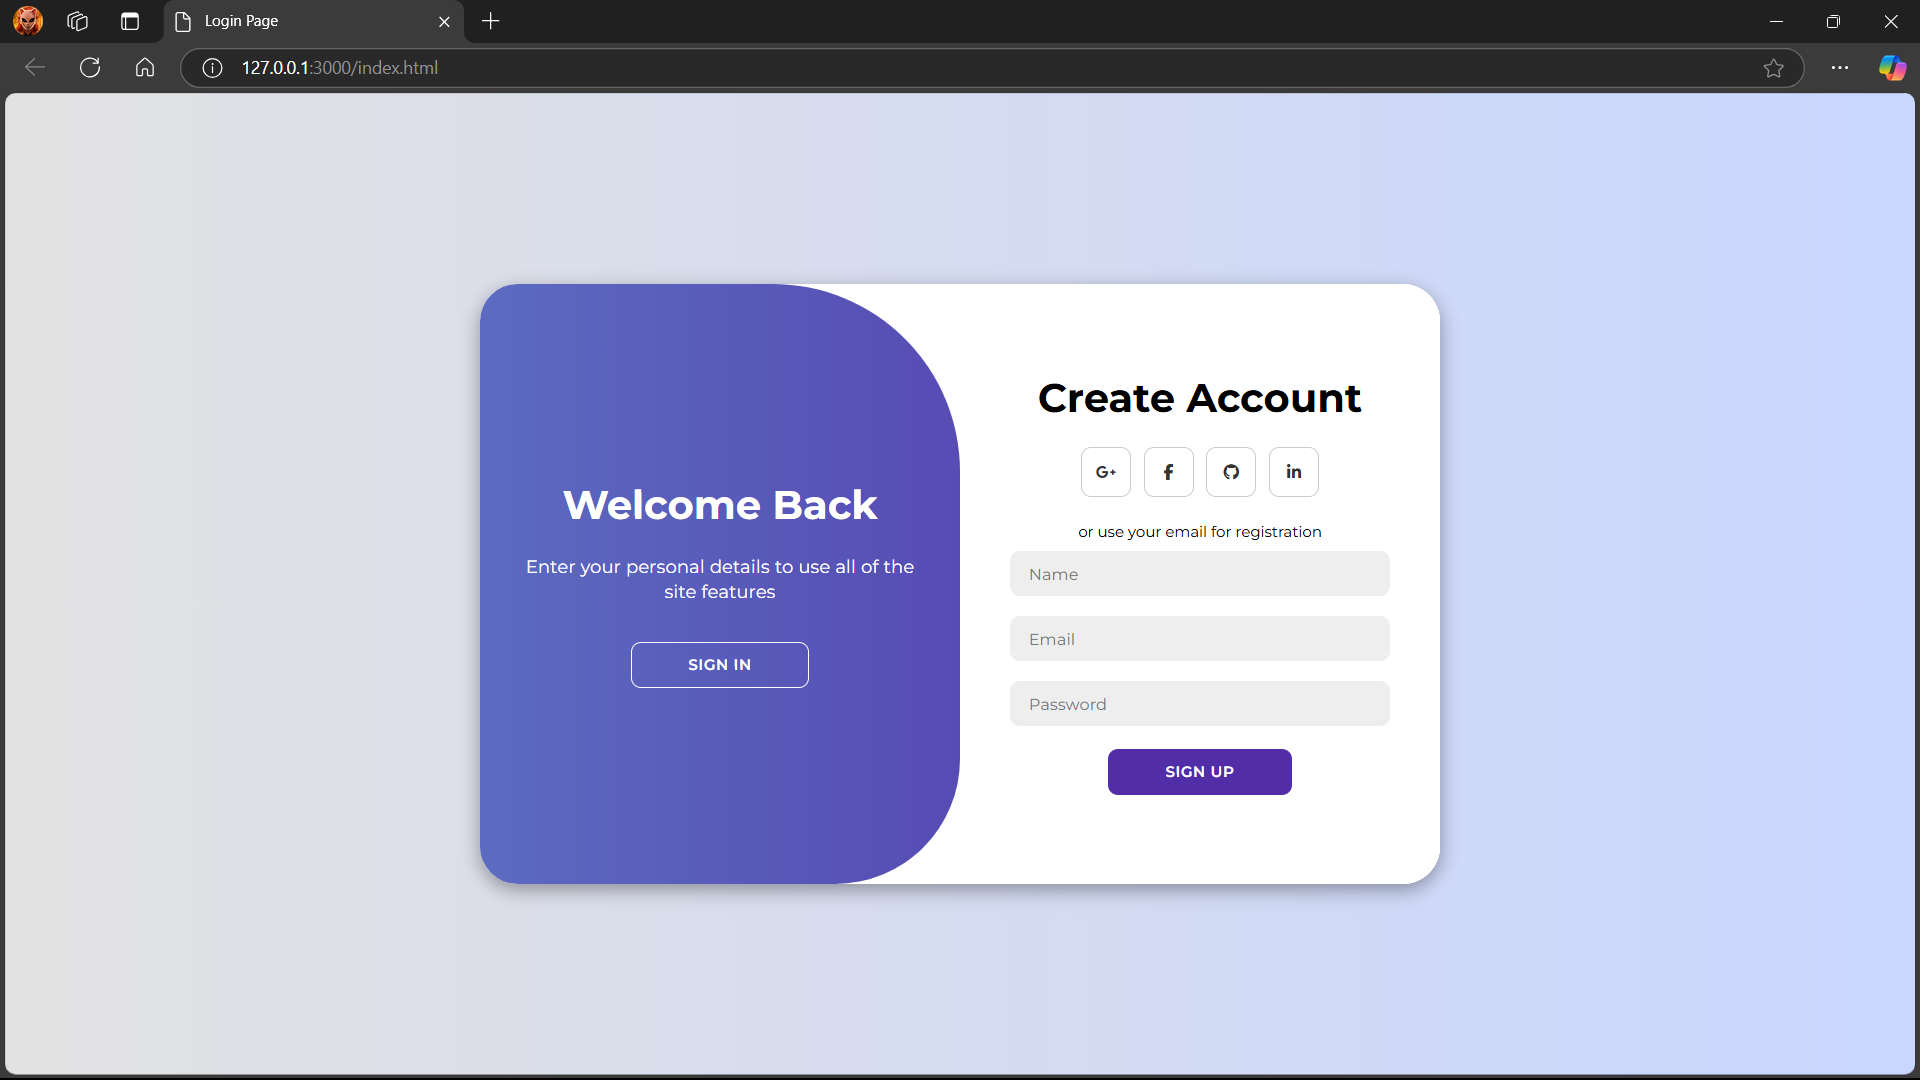 Login Page
127.0.0.1:3000/index.html
Welcome Back
Enter your personal details to use all of the
site features
SIGN IN
Create Account
G+
f
in
or use your email for registration
Name
Email
Password
SIGN UP